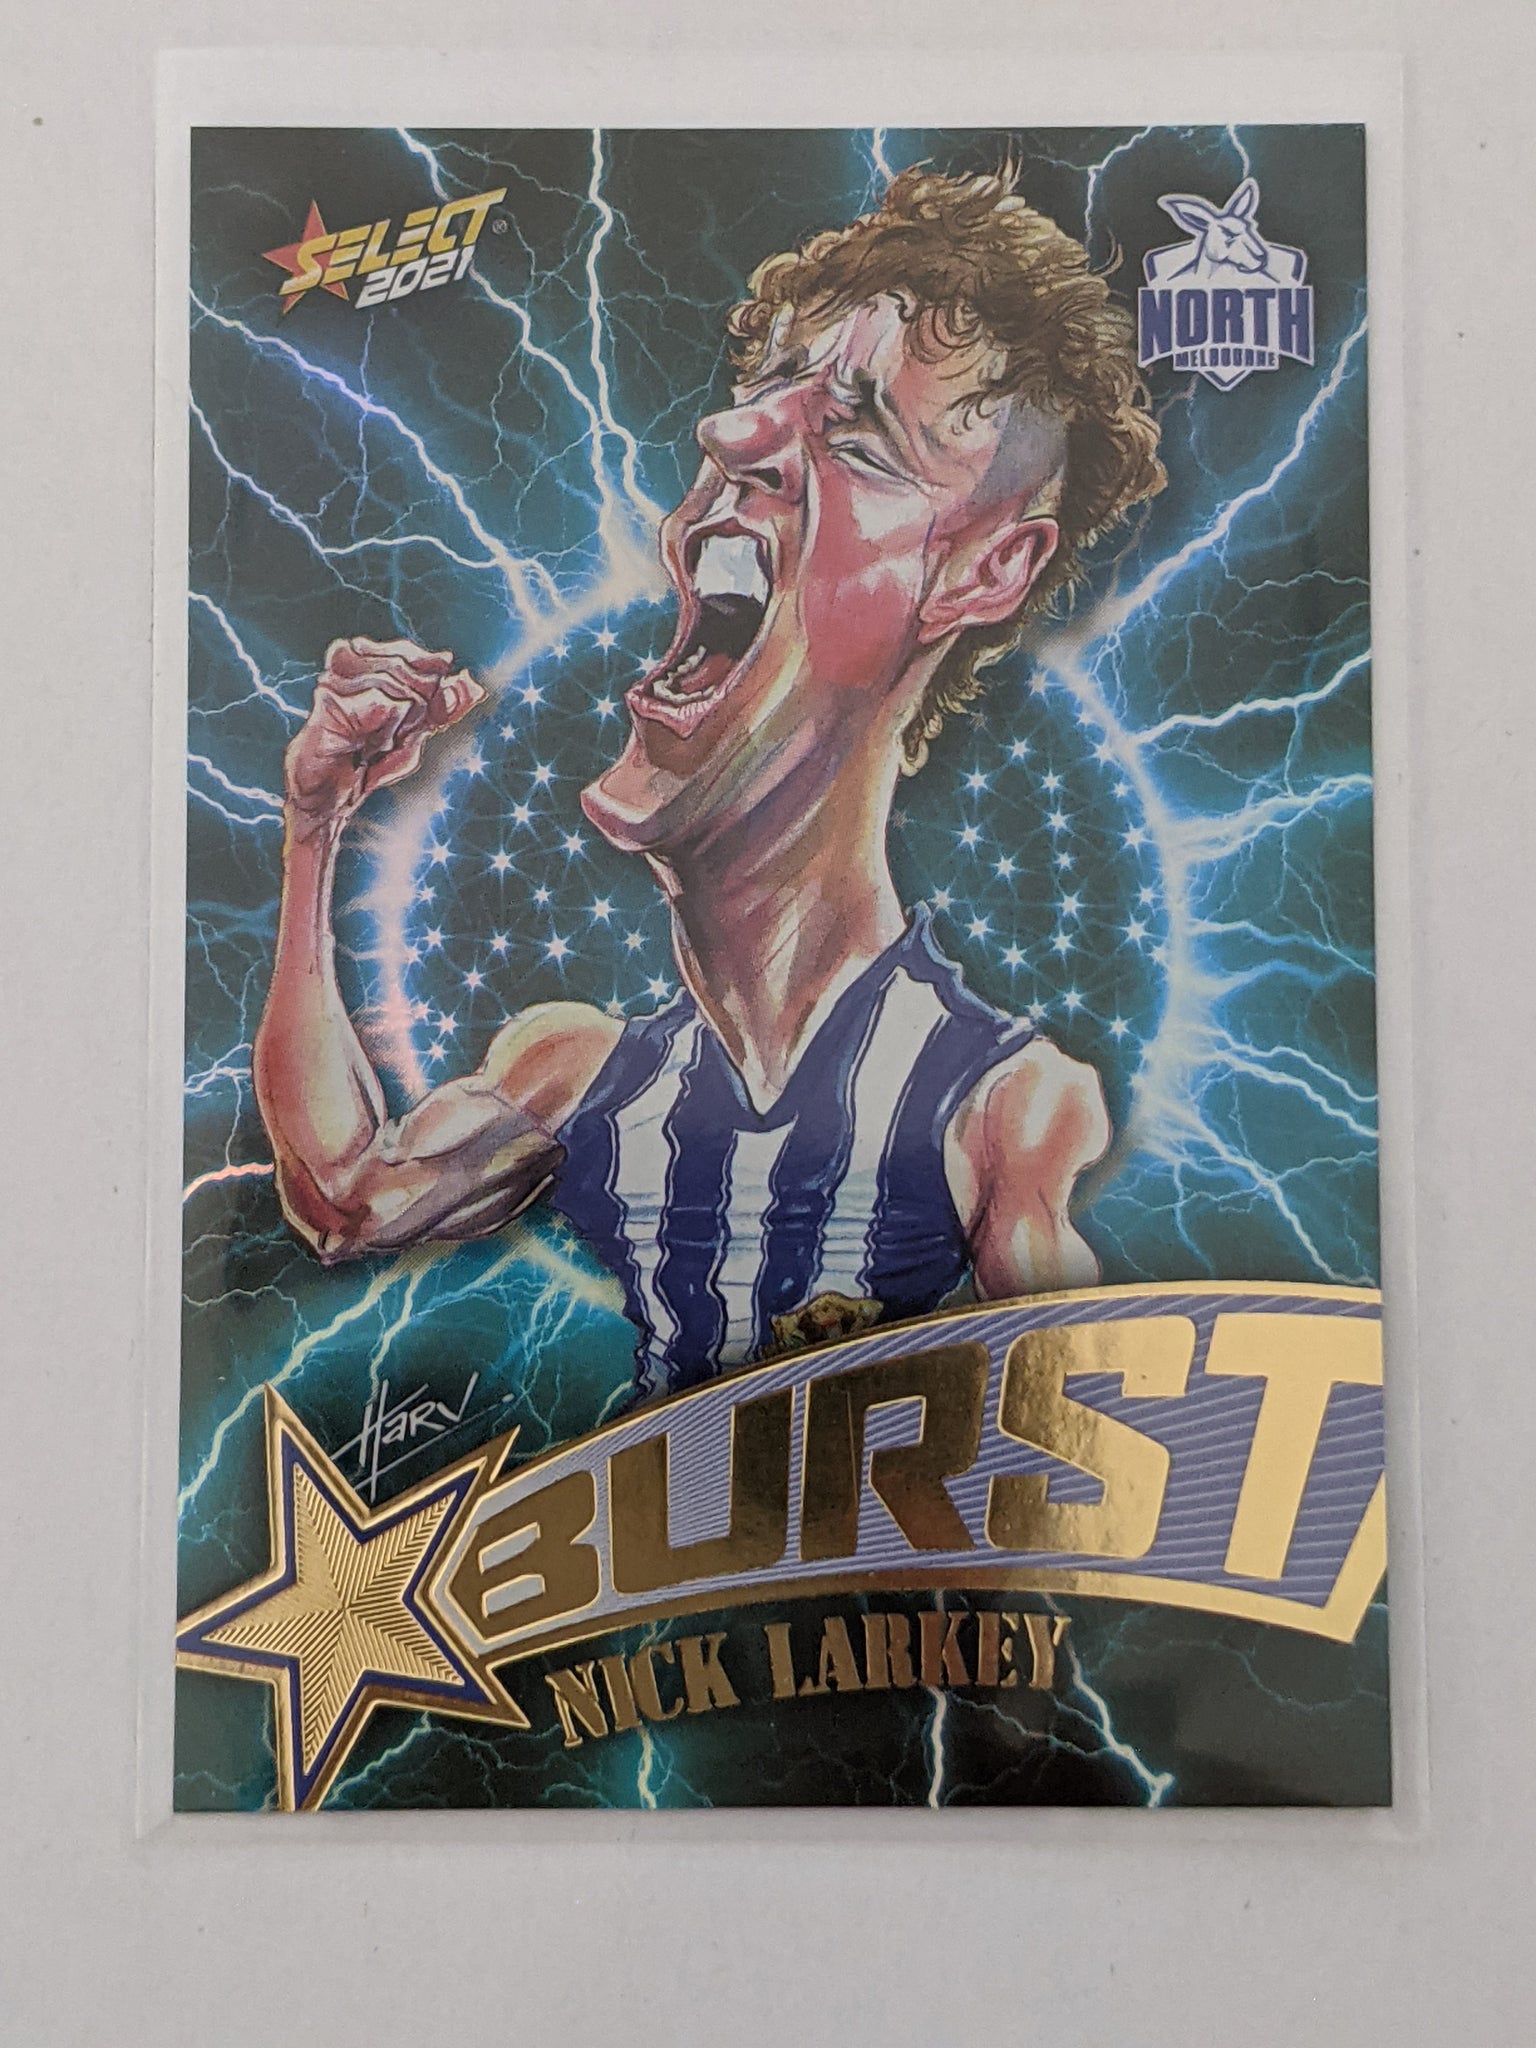 SELECT
2021
NORTH
MELBOURNE
HARV
BURST
NICK LARKEY